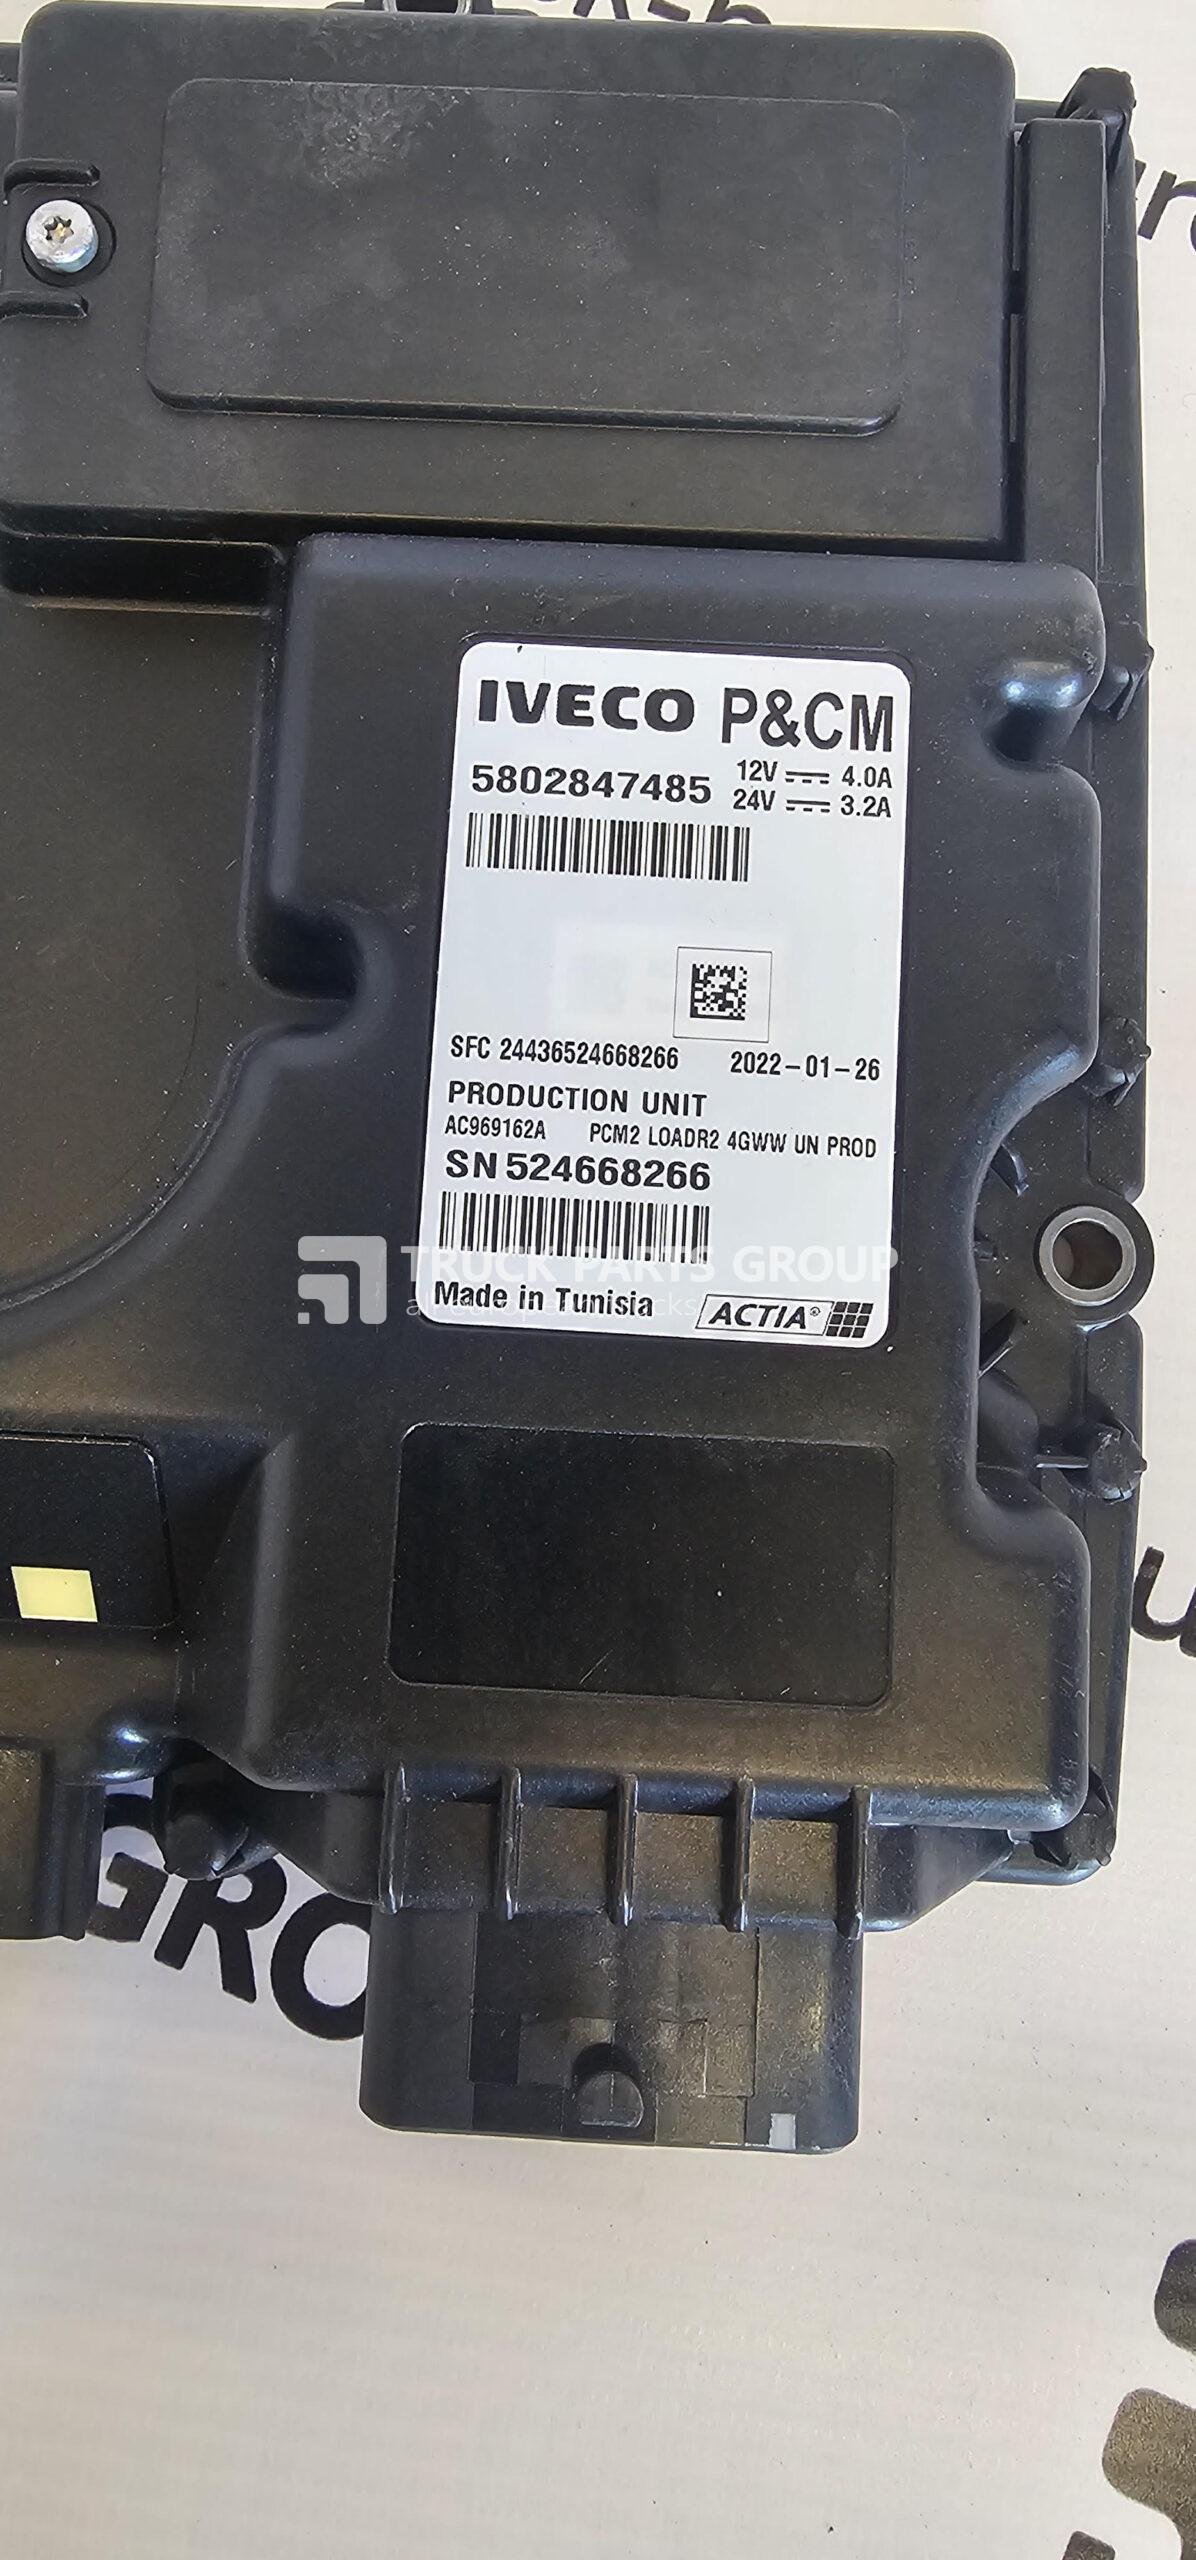 IVECO P&CM
5802847485
12V 4.0A
24V 3.2A
SFC 24436524668266 2022-01-26
PRODUCTION UNIT
AC969162A PCM2 LOADR2 4GWW UN PROD
SN 524668266
TRUCK PARTS GROUP
Made in Tunisia
ACTIA®
GRO